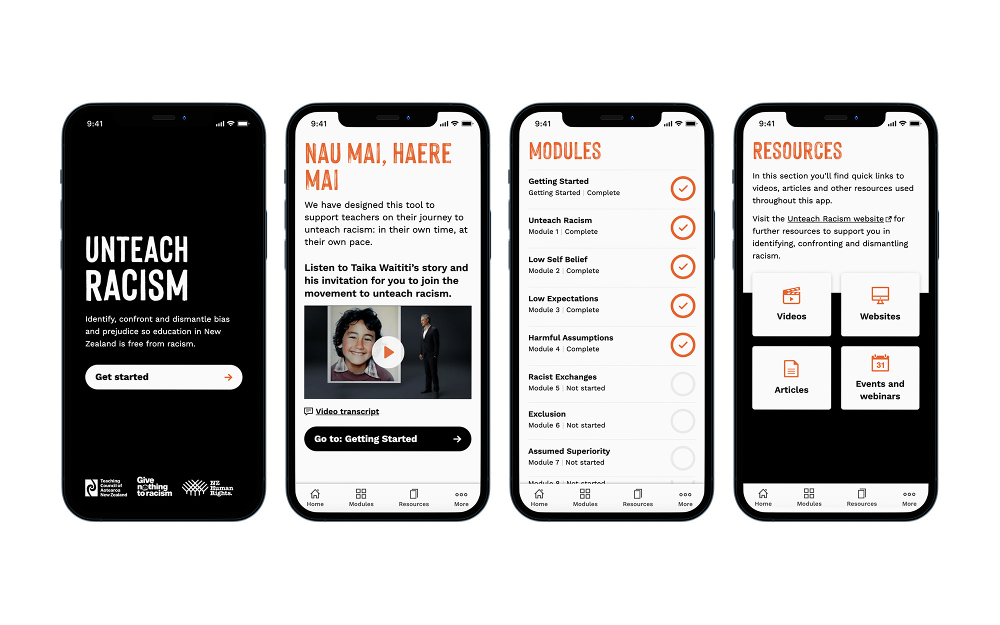 9:41
UNTEACH
RACISM
Identify, confront and dismantle bias
and prejudice so education in New
Zealand is free from racism.
Get started
Teaching
Council of
Aotearoa
New Zealand
Give
nothing
to racism
NZ
Human
Rights.
9:41
NAU MAI, HAERE
MAI
We have designed this tool to
support teachers on their journey to
unteach racism: in their own time, at
their own pace.
Listen to Taika Waititi’s story and
his invitation for you to join the
movement to unteach racism.
Video transcript
Go to: Getting Started
Home
Modules
Resources
More
9:41
MODULES
Getting Started
Getting Started | Complete
Unteach Racism
Module 1 | Complete
Low Self Belief
Module 2 | Complete
Low Expectations
Module 3 | Complete
Harmful Assumptions
Module 4 | Complete
Racist Exchanges
Module 5 | Not started
Exclusion
Module 6 | Not started
Assumed Superiority
Module 7 | Not started
Module 8 | Not started
Home
Modules
Resources
More
9:41
RESOURCES
In this section you’ll find quick links to
videos, articles and other resources used
throughout this app.
Visit the Unteach Racism website for
further resources to support you in
identifying, confronting and dismantling
racism.
Videos
Websites
Articles
31
Events and
webinars
Home
Modules
Resources
More